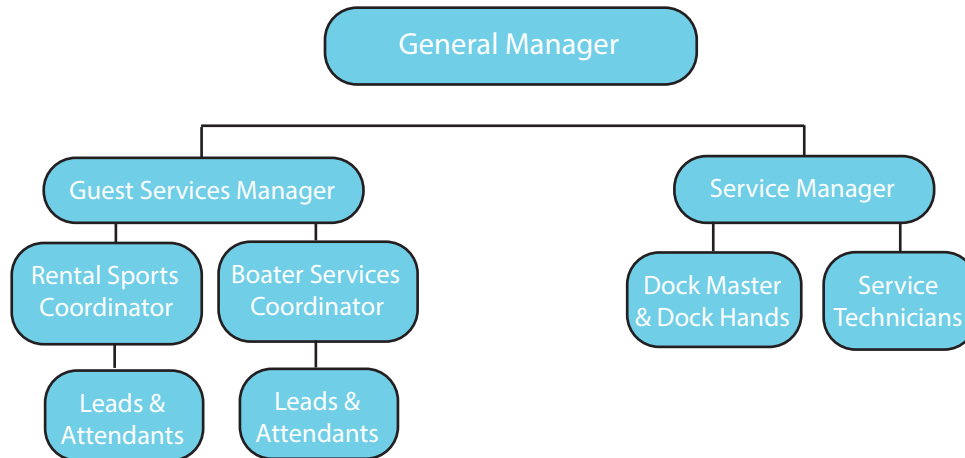 General Manager
Guest Services Manager
Service Manager
Rental Sports
Coordinator
Boater Services
Coordinator
Dock Master
& Dock Hands
Service
Technicians
Leads &
Attendants
Leads &
Attendants